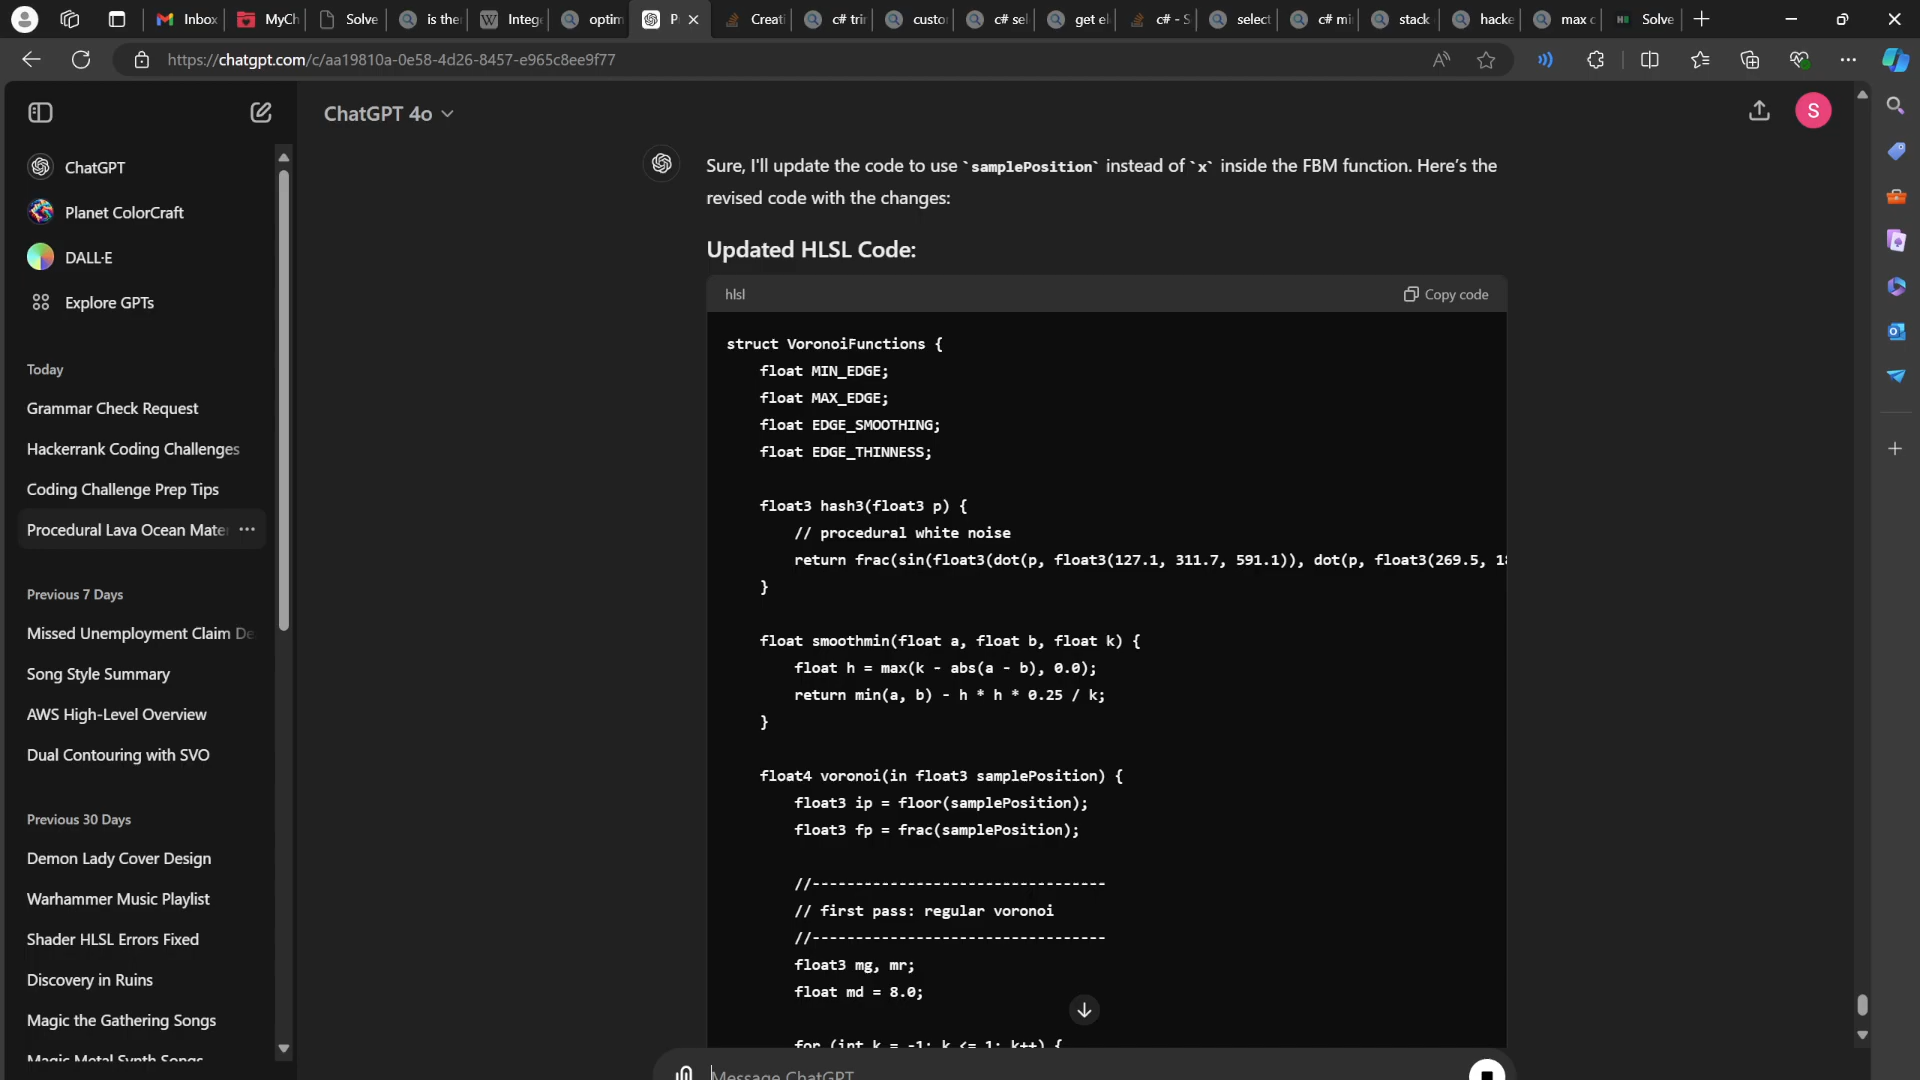 Inbox
MyCh
Solve
is the
Integ
optim
P
Creati
c# trir
custo
c# sel
get el
c# - S
select
c# mi
stack
hacke
max c
Solve
https://chatgpt.com/c/aa19810a-0e58-4d26-8457-e965c8ee9f77
ChatGPT 4o
S
ChatGPT
Planet ColorCraft
DALL·E
Explore GPTs
Today
Grammar Check Request
Hackerrank Coding Challenges
Coding Challenge Prep Tips
Procedural Lava Ocean Mater
Previous 7 Days
Missed Unemployment Claim De
Song Style Summary
AWS High-Level Overview
Dual Contouring with SVO
Previous 30 Days
Demon Lady Cover Design
Warhammer Music Playlist
Shader HLSL Errors Fixed
Discovery in Ruins
Magic the Gathering Songs
Magic Metal Synth Songs
Sure, I'll update the code to use `samplePosition` instead of `x` inside the FBM function. Here's the
revised code with the changes:
Updated HLSL Code:
hlsl
Copy code
struct VoronoiFunctions {
float MIN_EDGE;
float MAX_EDGE;
float EDGE_SMOOTHING;
float EDGE_THINNESS;
float3 hash3(float3 p) {
// procedural white noise
return frac(sin(float3(dot(p, float3(127.1, 311.7, 591.1)), dot(p, float3(269.5, 18
}
float smoothmin(float a, float b, float k) {
float h = max(k - abs(a - b), 0.0);
return min(a, b) - h * h * 0.25 / k;
}
float4 voronoi(in float3 samplePosition) {
float3 ip = floor(samplePosition);
float3 fp = frac(samplePosition);
//----------------------------------
// first pass: regular voronoi
//----------------------------------
float3 mg, mr;
float md = 8.0;
for (int k = -1; k <= 1; k++) {
Message ChatGPT